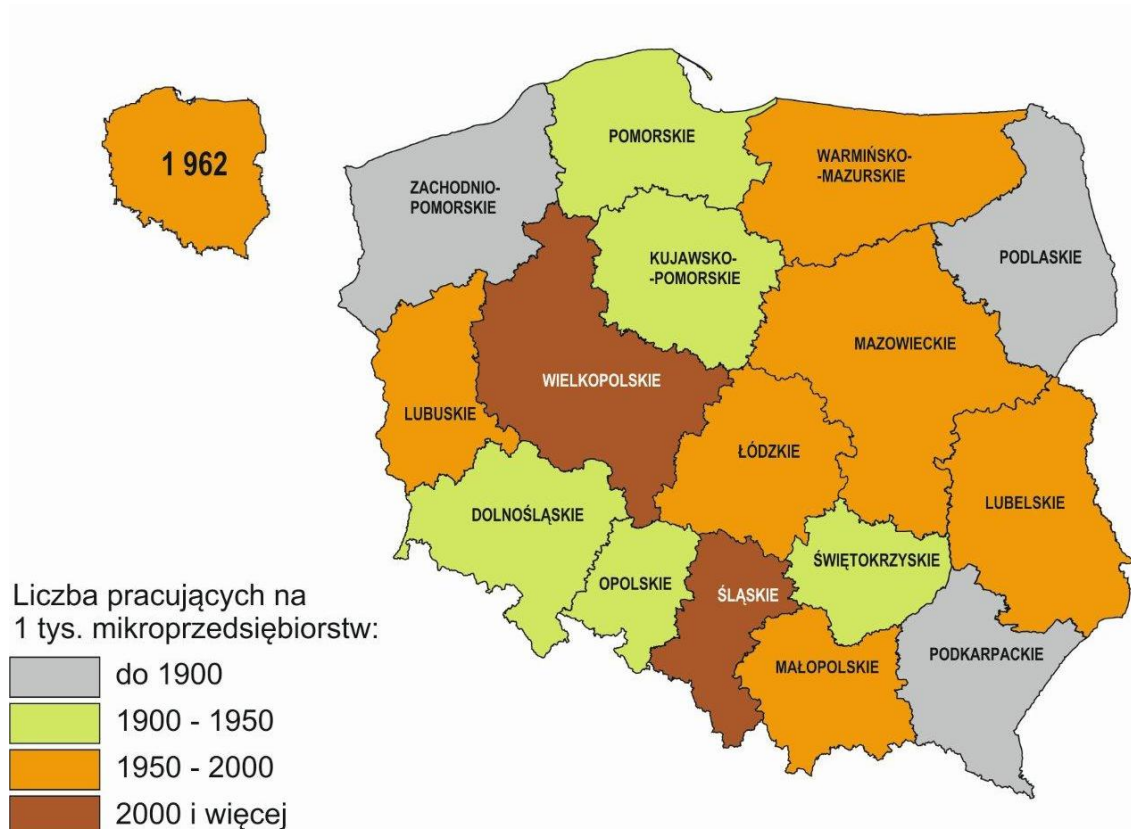 1 962
POMORSKIE
WARMIŃSKO-
-MAZURSKIE
ZACHODNIO-
POMORSKIE
KUJAWSKO-
-POMORSKIE
PODLASKIE
MAZOWIECKIE
WIELKOPOLSKIE
LUBUSKIE
ŁÓDZKIE
LUBELSKIE
DOLNOŚLĄSKIE
ŚWIĘTOKRZYSKIE
OPOLSKIE
ŚLĄSKIE
PODKARPACKIE
MAŁOPOLSKIE
Liczba pracujących na
1 tys. mikroprzedsiębiorstw:
do 1900
1900 - 1950
1950 - 2000
2000 i więcej